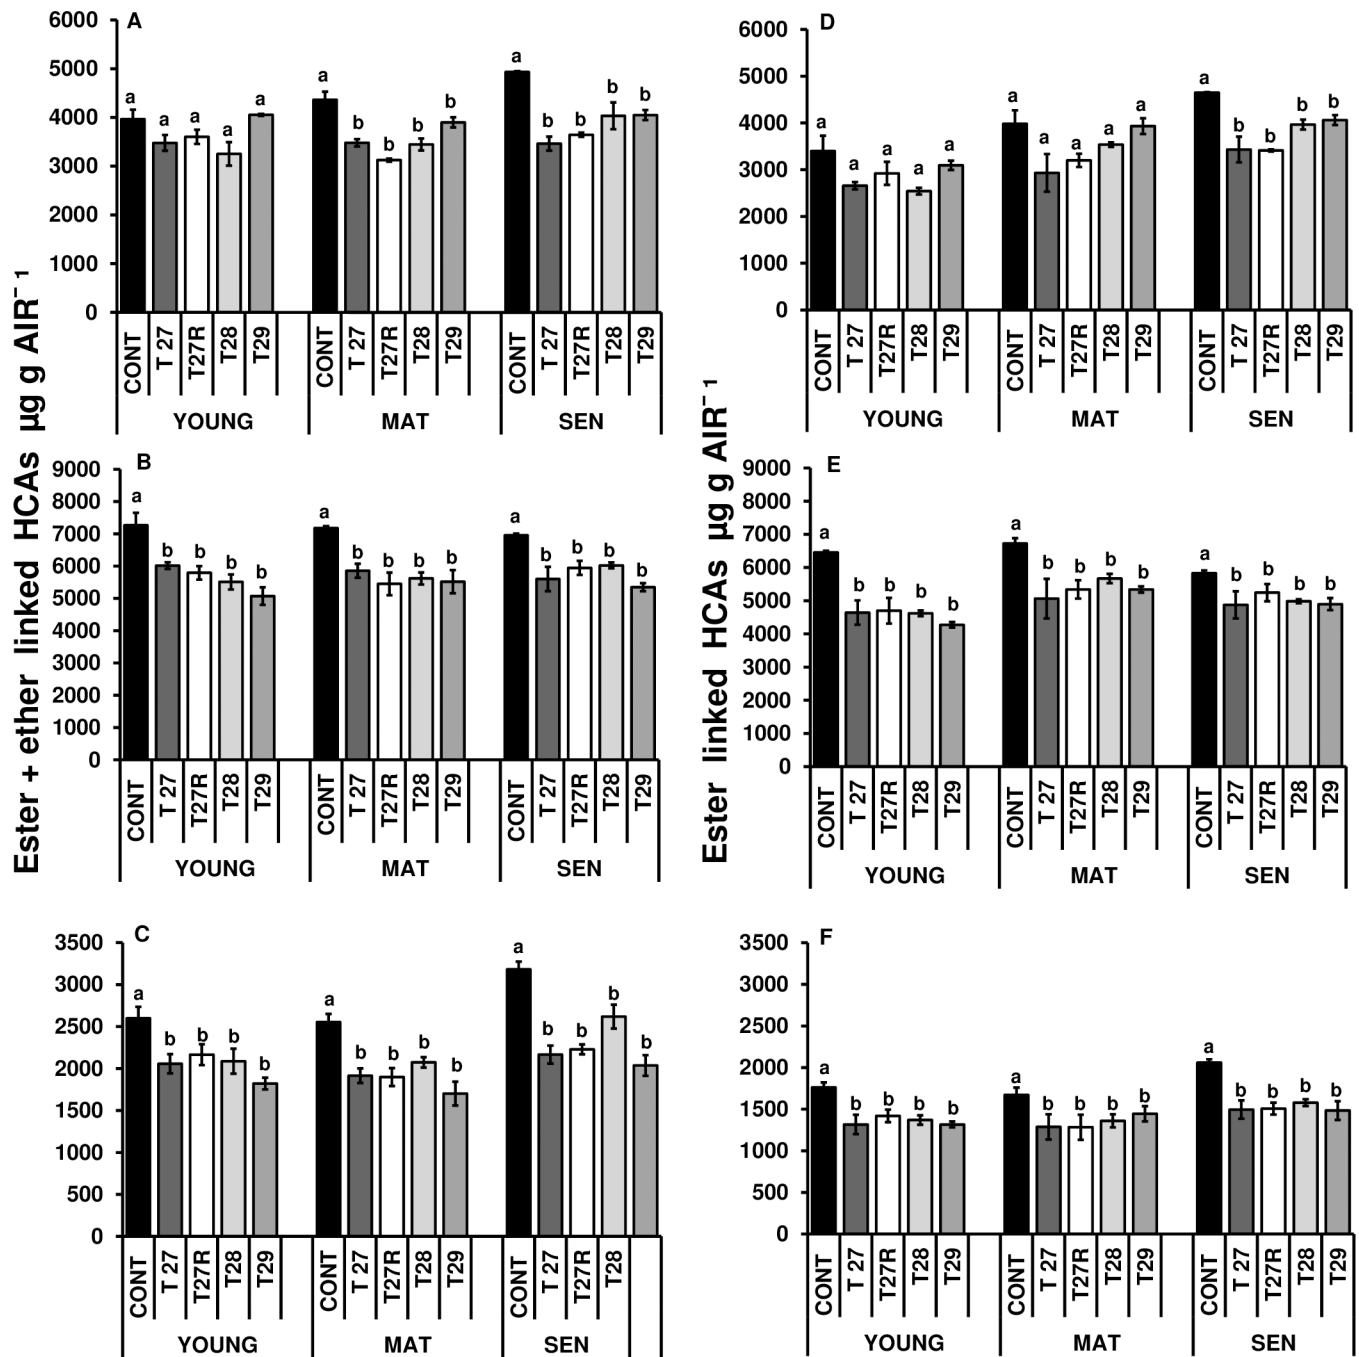 Ester + ether linked HCAs µg g AIR⁻¹
A
6000
5000
4000
3000
2000
1000
0
a a a a a
a b b b b
a b b b b
CONT T 27 T27R T28 T29 CONT T 27 T27R T28 T29 CONT T 27 T27R T28 T29
YOUNG MAT SEN
B
9000
8000
7000
6000
5000
4000
3000
2000
1000
0
a b b b b
a b b b b
a b b b b
CONT T 27 T27R T28 T29 CONT T 27 T27R T28 T29 CONT T 27 T27R T28 T29
YOUNG MAT SEN
C
3500
3000
2500
2000
1500
1000
500
0
a b b b b
a b b b b
a b b b b
CONT T 27 T27R T28 T29 CONT T 27 T27R T28 T29 CONT T 27 T27R T28
YOUNG MAT SEN
Ester linked HCAs µg g AIR⁻¹
D
6000
5000
4000
3000
2000
1000
0
a a a a a
a a a a a
a b b b b
CONT T 27 T27R T28 T29 CONT T 27 T27R T28 T29 CONT T 27 T27R T28 T29
YOUNG MAT SEN
E
9000
8000
7000
6000
5000
4000
3000
2000
1000
0
a b b b b
a b b b b
a b b b b
CONT T 27 T27R T28 T29 CONT T 27 T27R T28 T29 CONT T 27 T27R T28 T29
YOUNG MAT SEN
F
3500
3000
2500
2000
1500
1000
500
0
a b b b b
a b b b b
a b b b b
CONT T 27 T27R T28 T29 CONT T 27 T27R T28 T29 CONT T 27 T27R T28 T29
YOUNG MAT SEN